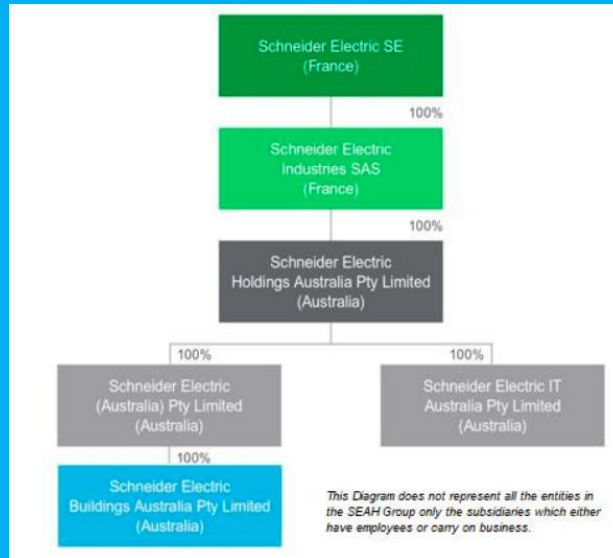 Schneider Electric SE
(France)
100%
Schneider Electric
Industries SAS
(France)
100%
Schneider Electric
Holdings Australia Pty Limited
(Australia)
100%
100%
Schneider Electric
(Australia) Pty Limited
(Australia)
Schneider Electric IT
Australia Pty Limited
(Australia)
100%
Schneider Electric
Buildings Australia Pty Limited
(Australia)
This Diagram does not represent all the entities in
the SEAH Group only the subsidiaries which either
have employees or carry on business.